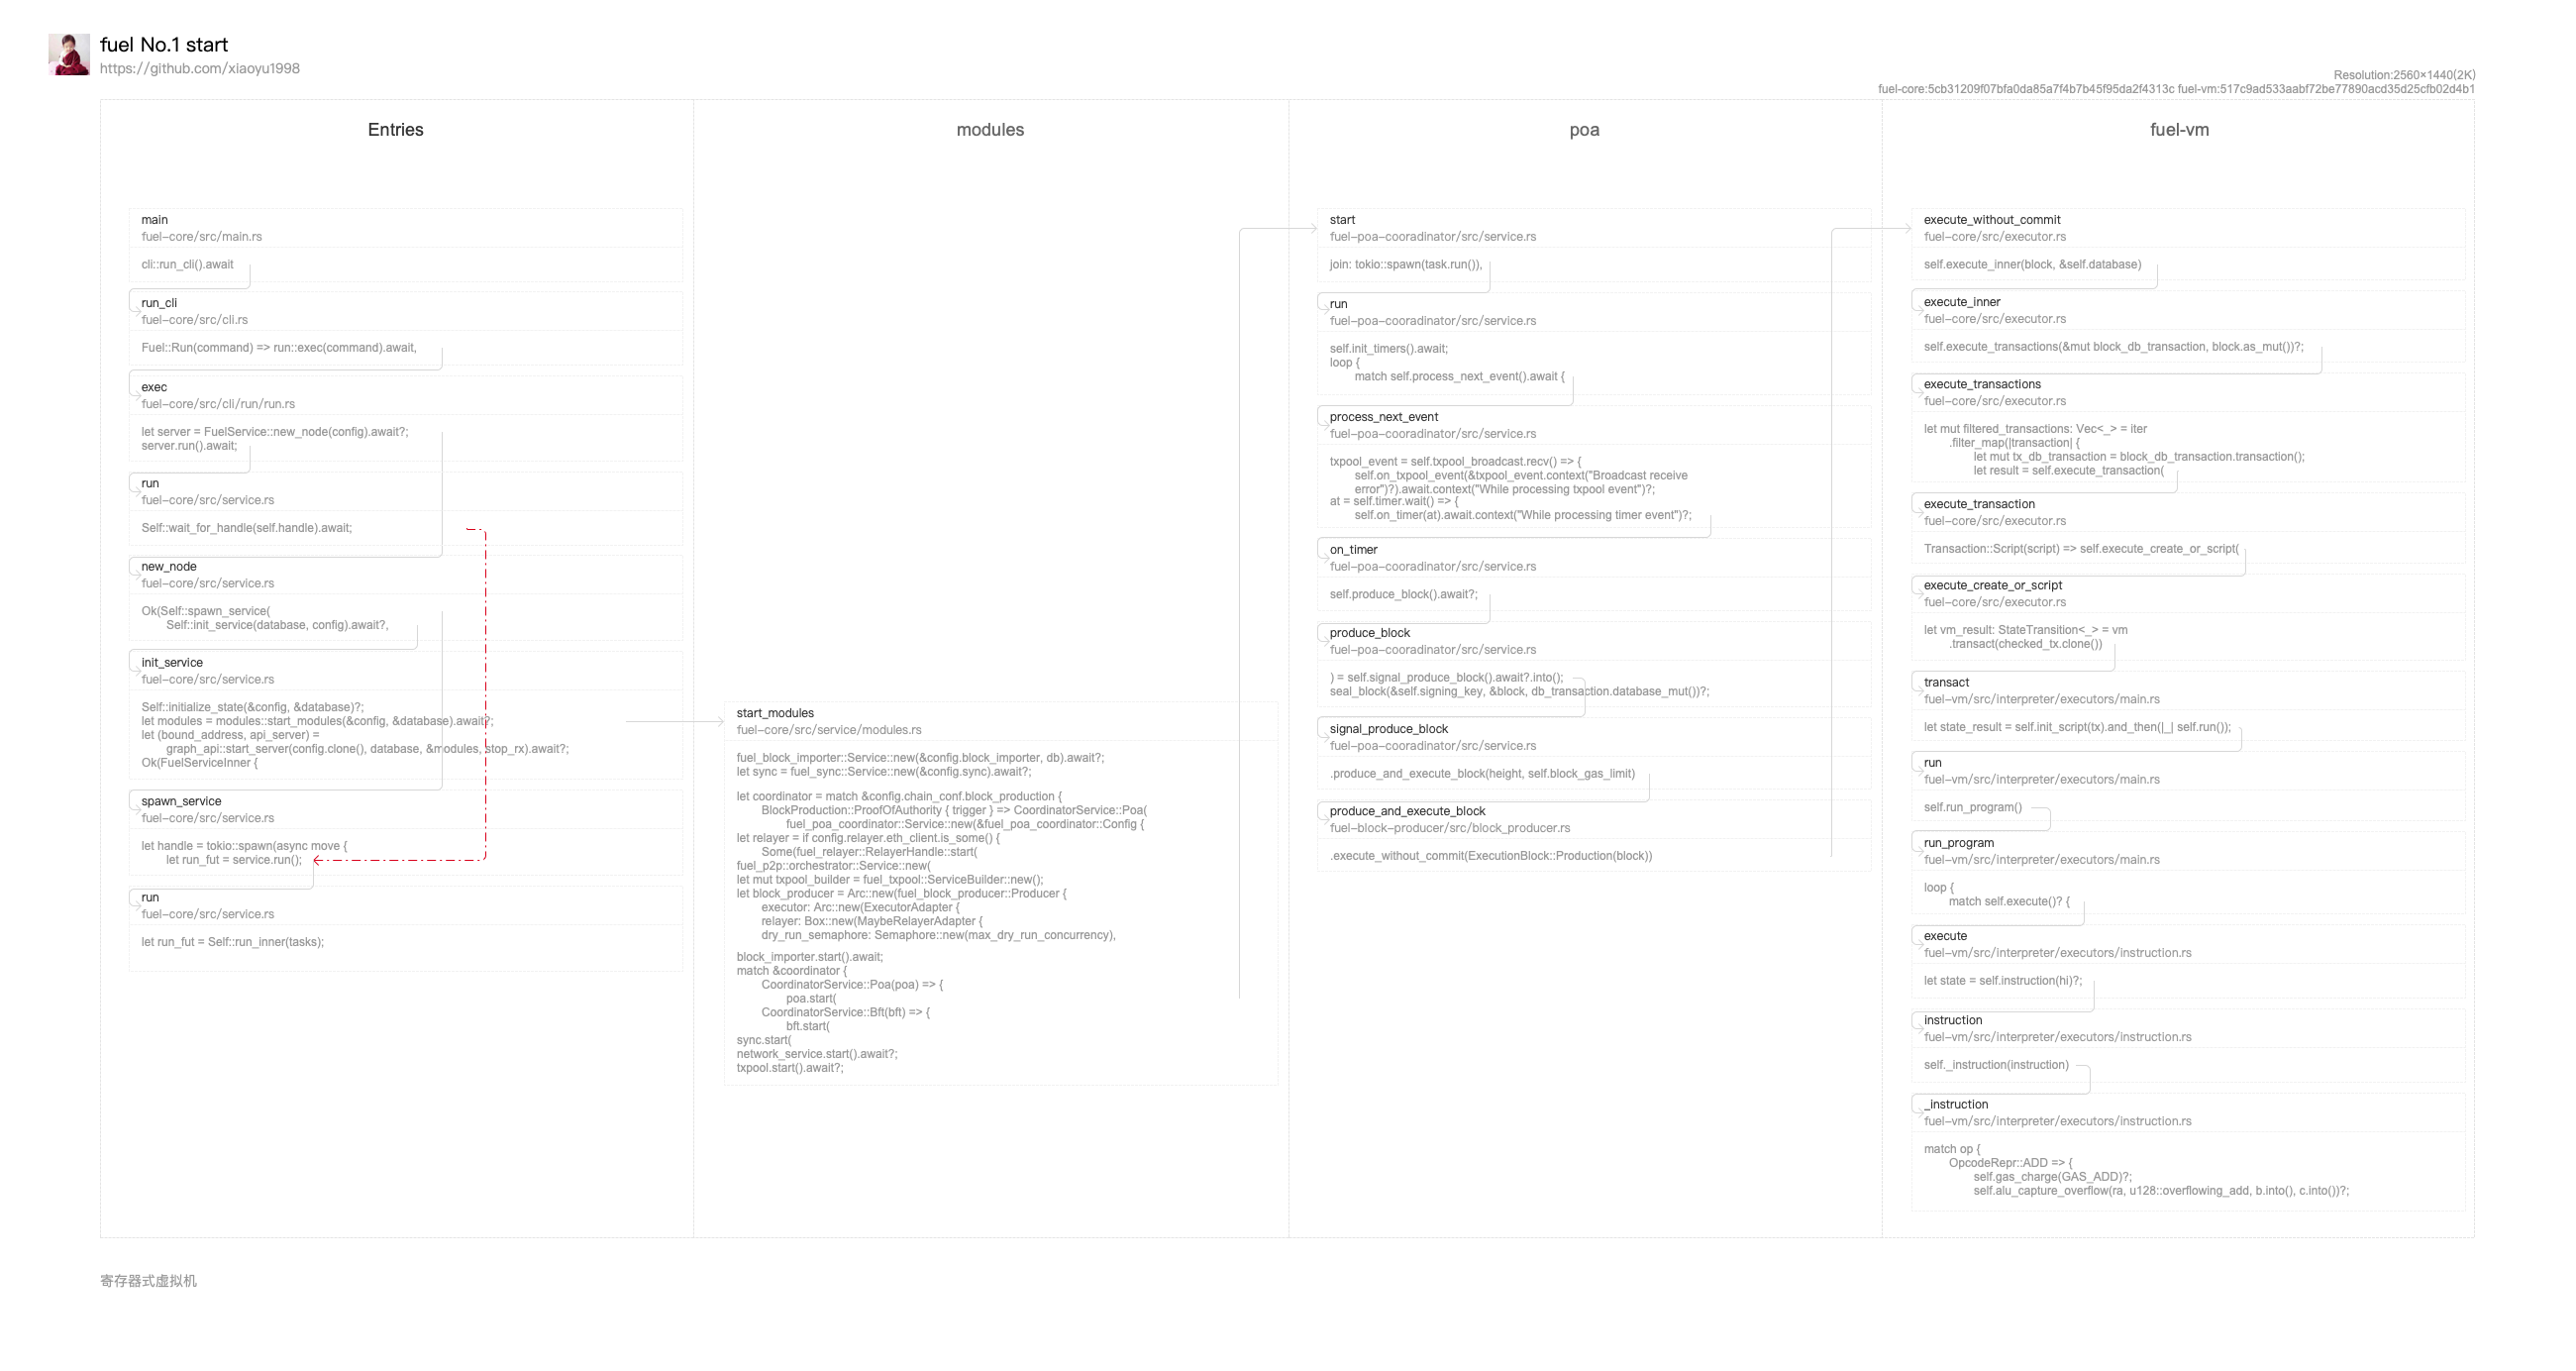 fuel No.1 start
https://github.com/xiaoyu1998
Resolution:2560×1440(2K)
fuel-core:5cb31209f07bfa0da85a7f4b7b45f95da2f4313c fuel-vm:517c9ad533aabf72be77890acd35d25cfb02d4b1
Entries
main
fuel-core/src/main.rs
cli::run_cli().await
run_cli
fuel-core/src/cli.rs
Fuel::Run(command) => run::exec(command).await,
exec
fuel-core/src/cli/run/run.rs
let server = FuelService::new_node(config).await?;
server.run().await;
run
fuel-core/src/service.rs
Self::wait_for_handle(self.handle).await;
new_node
fuel-core/src/service.rs
Ok(Self::spawn_service(
Self::init_service(database, config).await?,
init_service
fuel-core/src/service.rs
Self::initialize_state(&config, &database)?;
let modules = modules::start_modules(&config, &database).await?;
let (bound_address, api_server) =
graph_api::start_server(config.clone(), database, &modules, stop_rx).await?;
Ok(FuelServiceInner {
spawn_service
fuel-core/src/service.rs
let handle = tokio::spawn(async move {
let run_fut = service.run();
run
fuel-core/src/service.rs
let run_fut = Self::run_inner(tasks);
modules
start_modules
fuel-core/src/service/modules.rs
fuel_block_importer::Service::new(&config.block_importer, db).await?;
let sync = fuel_sync::Service::new(&config.sync).await?;
let coordinator = match &config.chain_conf.block_production {
BlockProduction::ProofOfAuthority { trigger } => CoordinatorService::Poa(
fuel_poa_coordinator::Service::new(&fuel_poa_coordinator::Config {
let relayer = if config.relayer.eth_client.is_some() {
Some(fuel_relayer::RelayerHandle::start(
fuel_p2p::orchestrator::Service::new(
let mut txpool_builder = fuel_txpool::ServiceBuilder::new();
let block_producer = Arc::new(fuel_block_producer::Producer {
executor: Arc::new(ExecutorAdapter {
relayer: Box::new(MaybeRelayerAdapter {
dry_run_semaphore: Semaphore::new(max_dry_run_concurrency),
block_importer.start().await;
match &coordinator {
CoordinatorService::Poa(poa) => {
poa.start(
CoordinatorService::Bft(bft) => {
bft.start(
sync.start(
network_service.start().await?;
txpool.start().await?;
poa
start
fuel-poa-cooradinator/src/service.rs
join: tokio::spawn(task.run()),
run
fuel-poa-cooradinator/src/service.rs
self.init_timers().await;
loop {
match self.process_next_event().await {
process_next_event
fuel-poa-cooradinator/src/service.rs
txpool_event = self.txpool_broadcast.recv() => {
self.on_txpool_event(&txpool_event.context("Broadcast receive
error")?).await.context("While processing txpool event")?;
at = self.timer.wait() => {
self.on_timer(at).await.context("While processing timer event")?;
on_timer
fuel-poa-cooradinator/src/service.rs
self.produce_block().await?;
produce_block
fuel-poa-cooradinator/src/service.rs
) = self.signal_produce_block().await?.into();
seal_block(&self.signing_key, &block, db_transaction.database_mut())?;
signal_produce_block
fuel-poa-cooradinator/src/service.rs
.produce_and_execute_block(height, self.block_gas_limit)
produce_and_execute_block
fuel-block-producer/src/block_producer.rs
.execute_without_commit(ExecutionBlock::Production(block))
fuel-vm
execute_without_commit
fuel-core/src/executor.rs
self.execute_inner(block, &self.database)
execute_inner
fuel-core/src/executor.rs
self.execute_transactions(&mut block_db_transaction, block.as_mut())?;
execute_transactions
fuel-core/src/executor.rs
let mut filtered_transactions: Vec<_> = iter
.filter_map(|transaction| {
let mut tx_db_transaction = block_db_transaction.transaction();
let result = self.execute_transaction(
execute_transaction
fuel-core/src/executor.rs
Transaction::Script(script) => self.execute_create_or_script(
execute_create_or_script
fuel-core/src/executor.rs
let vm_result: StateTransition<_> = vm
.transact(checked_tx.clone())
transact
fuel-vm/src/interpreter/executors/main.rs
let state_result = self.init_script(tx).and_then(|_| self.run());
run
fuel-vm/src/interpreter/executors/main.rs
self.run_program()
run_program
fuel-vm/src/interpreter/executors/main.rs
loop {
match self.execute()? {
execute
fuel-vm/src/interpreter/executors/instruction.rs
let state = self.instruction(hi)?;
instruction
fuel-vm/src/interpreter/executors/instruction.rs
self._instruction(instruction)
_instruction
fuel-vm/src/interpreter/executors/instruction.rs
match op {
OpcodeRepr::ADD => {
self.gas_charge(GAS_ADD)?;
self.alu_capture_overflow(ra, u128::overflowing_add, b.into(), c.into())?;
寄存器式虚拟机